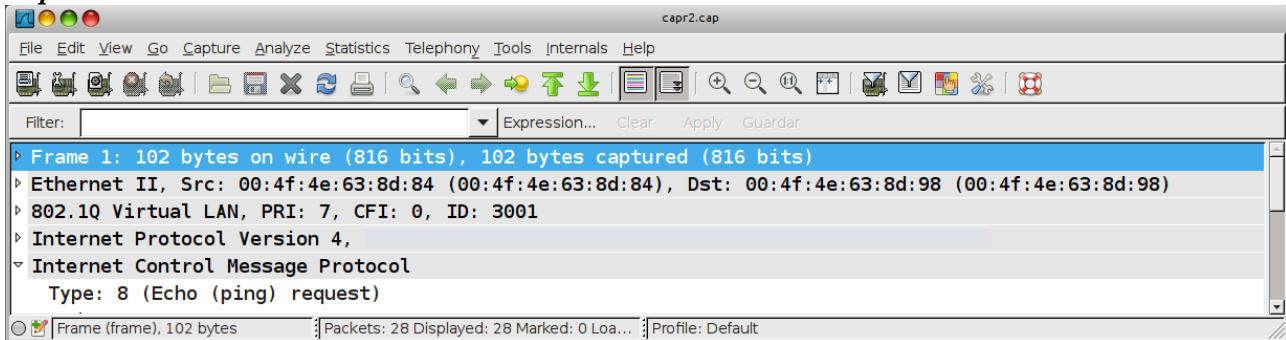 capr2.cap
File Edit View Go Capture Analyze Statistics Telephony Tools Internals Help
Filter: Expression... Clear Apply Guardar
Frame 1: 102 bytes on wire (816 bits), 102 bytes captured (816 bits)
Ethernet II, Src: 00:4f:4e:63:8d:84 (00:4f:4e:63:8d:84), Dst: 00:4f:4e:63:8d:98 (00:4f:4e:63:8d:98)
802.1Q Virtual LAN, PRI: 7, CFI: 0, ID: 3001
Internet Protocol Version 4,
Internet Control Message Protocol
Type: 8 (Echo (ping) request)
Frame (frame), 102 bytes Packets: 28 Displayed: 28 Marked: 0 Loa... Profile: Default